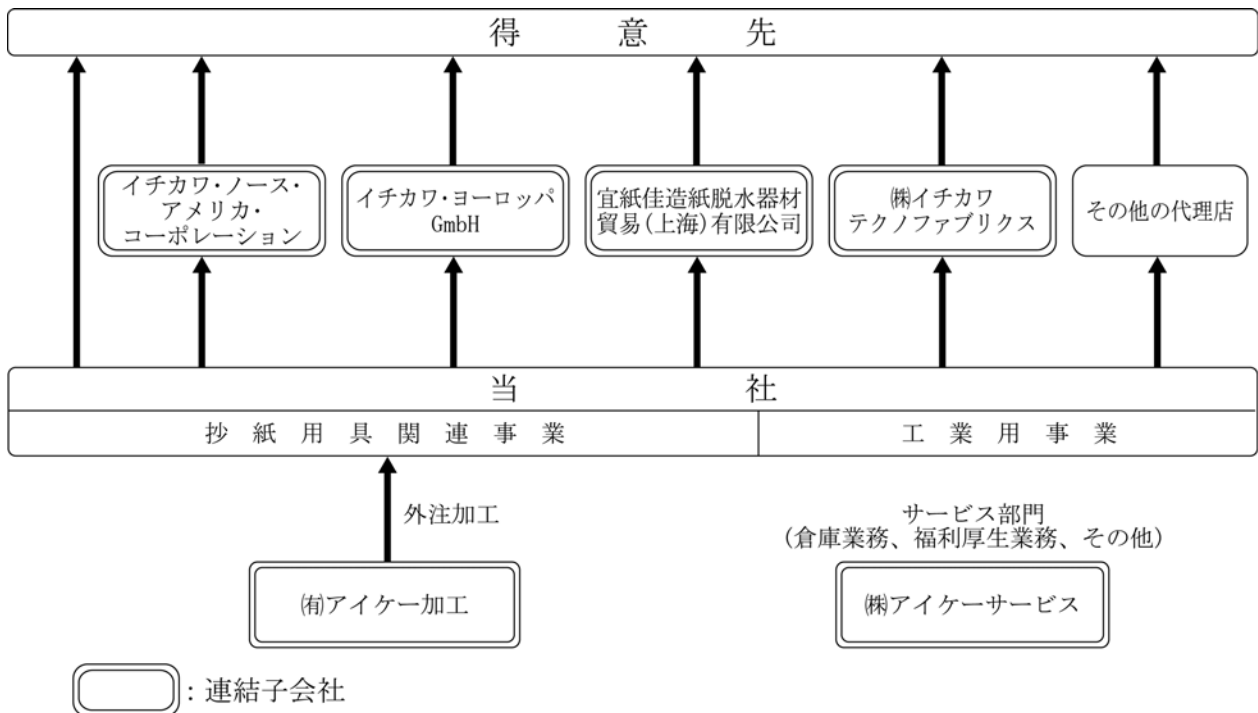 得意先
イチカワ・ノース・
アメリカ・
コーポレーション
イチカワ・ヨーロッパ
GmbH
宜紙佳造紙脱水器材
貿易(上海)有限公司
㈱イチカワ
テクノファブリクス
その他の代理店
当社
抄紙用具関連事業
工業用事業
外注加工
サービス部門
(倉庫業務、福利厚生業務、その他)
㈲アイケー加工
㈱アイケーサービス
：連結子会社